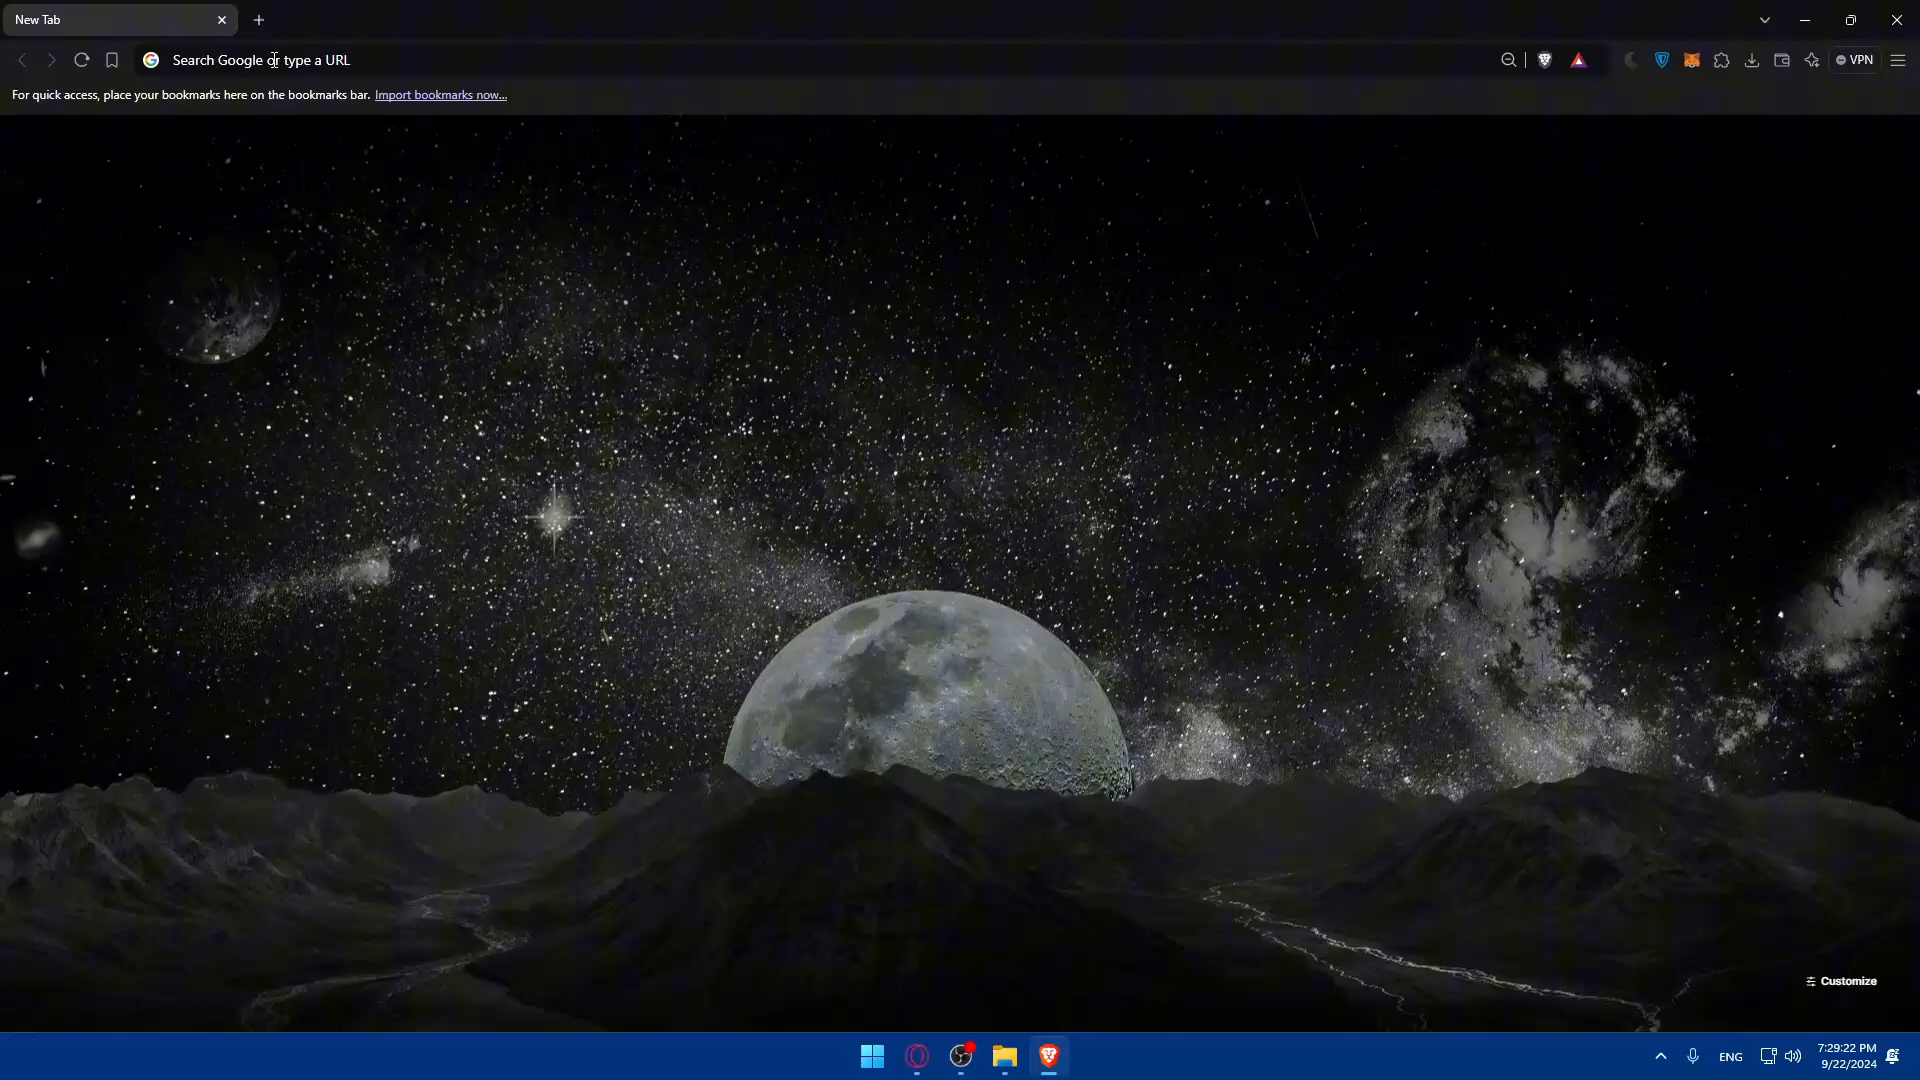 New Tab
Search Google or type a URL
VPN
For quick access, place your bookmarks here on the bookmarks bar. Import bookmarks now...
Customize
ENG
7:29:22 PM
9/22/2024